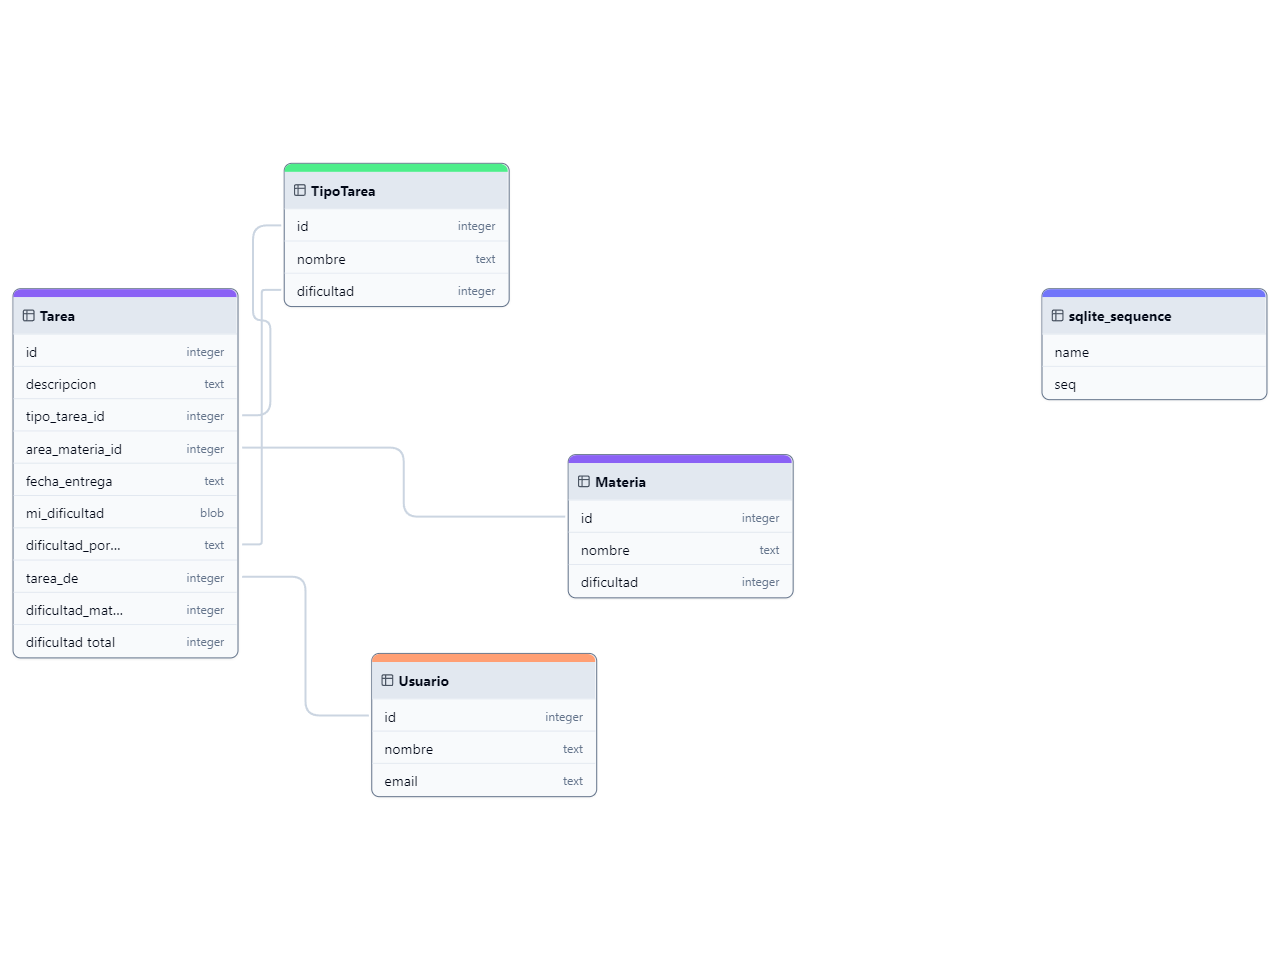 TipoTarea
id integer
nombre text
dificultad integer
Tarea
id integer
descripcion text
tipo_tarea_id integer
area_materia_id integer
fecha_entrega text
mi_dificultad blob
dificultad_por... text
tarea_de integer
dificultad_mat... integer
dificultad total integer
sqlite_sequence
name
seq
Materia
id integer
nombre text
dificultad integer
Usuario
id integer
nombre text
email text